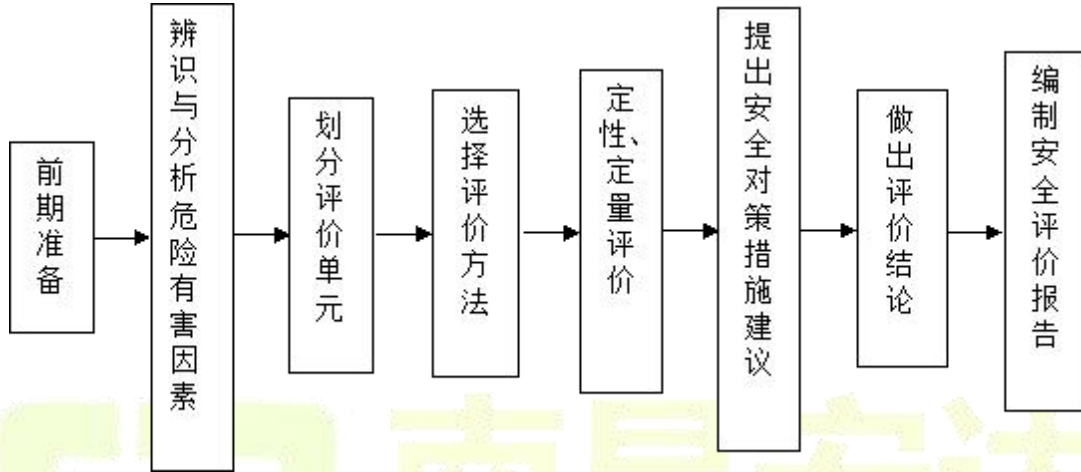 前期准备
辨识与分析危险有害因素
划分评价单元
选择评价方法
定性、定量评价
提出安全对策措施建议
做出评价结论
编制安全评价报告